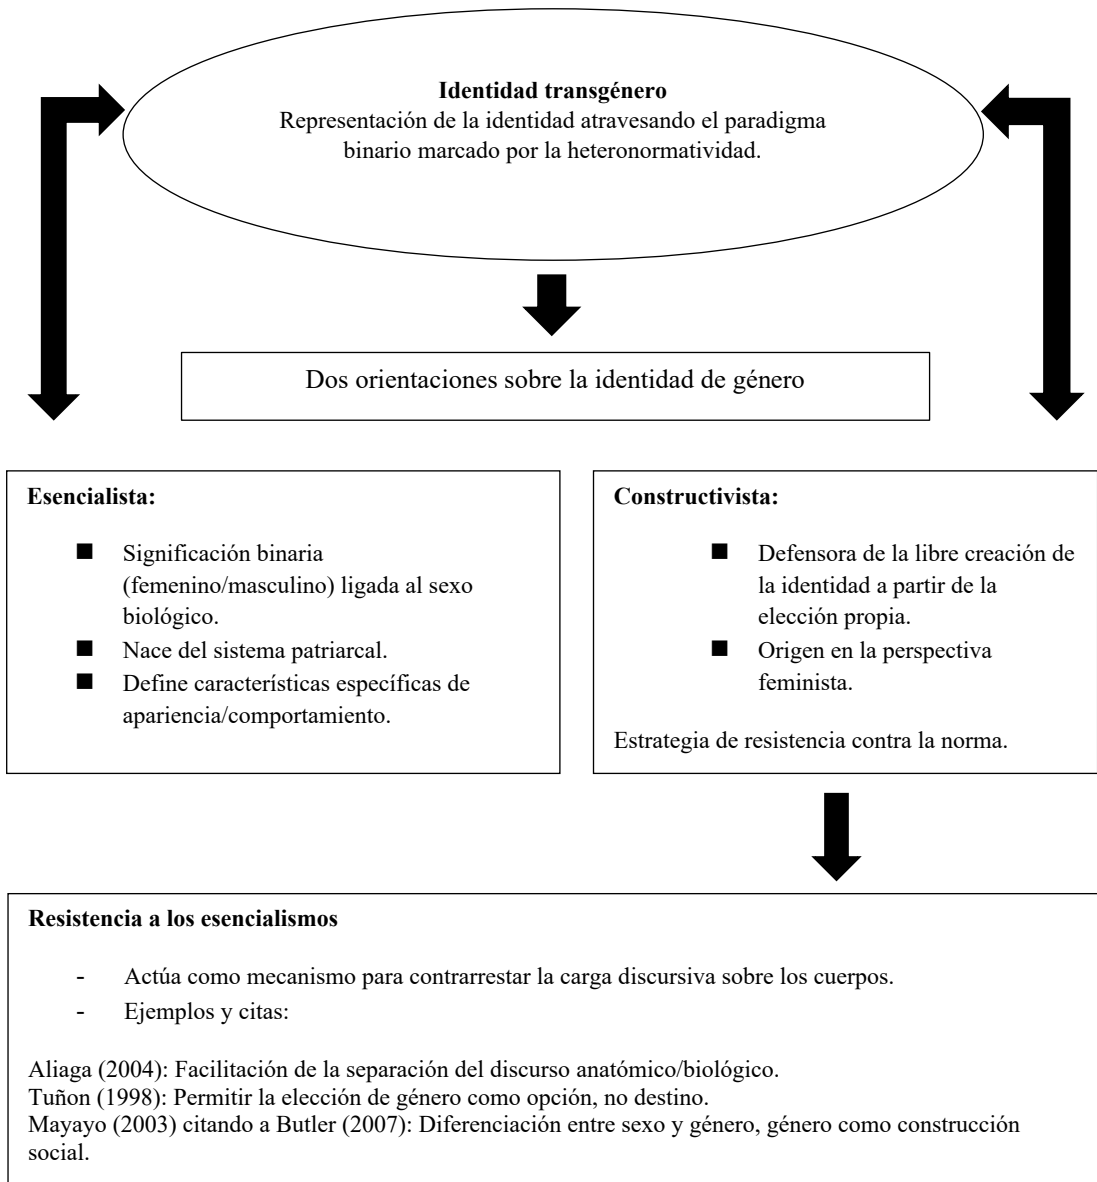 Identidad transgénero
Representación de la identidad atravesando el paradigma
binario marcado por la heteronormatividad.
Dos orientaciones sobre la identidad de género
Esencialista:
■ Significación binaria
(femenino/masculino) ligada al sexo
biológico.
■ Nace del sistema patriarcal.
■ Define características específicas de
apariencia/comportamiento.
Constructivista:
■ Defensora de la libre creación de
la identidad a partir de la
elección propia.
■ Origen en la perspectiva
feminista.
Estrategia de resistencia contra la norma.
Resistencia a los esencialismos
- Actúa como mecanismo para contrarrestar la carga discursiva sobre los cuerpos.
- Ejemplos y citas:
Aliaga (2004): Facilitación de la separación del discurso anatómico/biológico.
Tuñon (1998): Permitir la elección de género como opción, no destino.
Mayayo (2003) citando a Butler (2007): Diferenciación entre sexo y género, género como construcción
social.